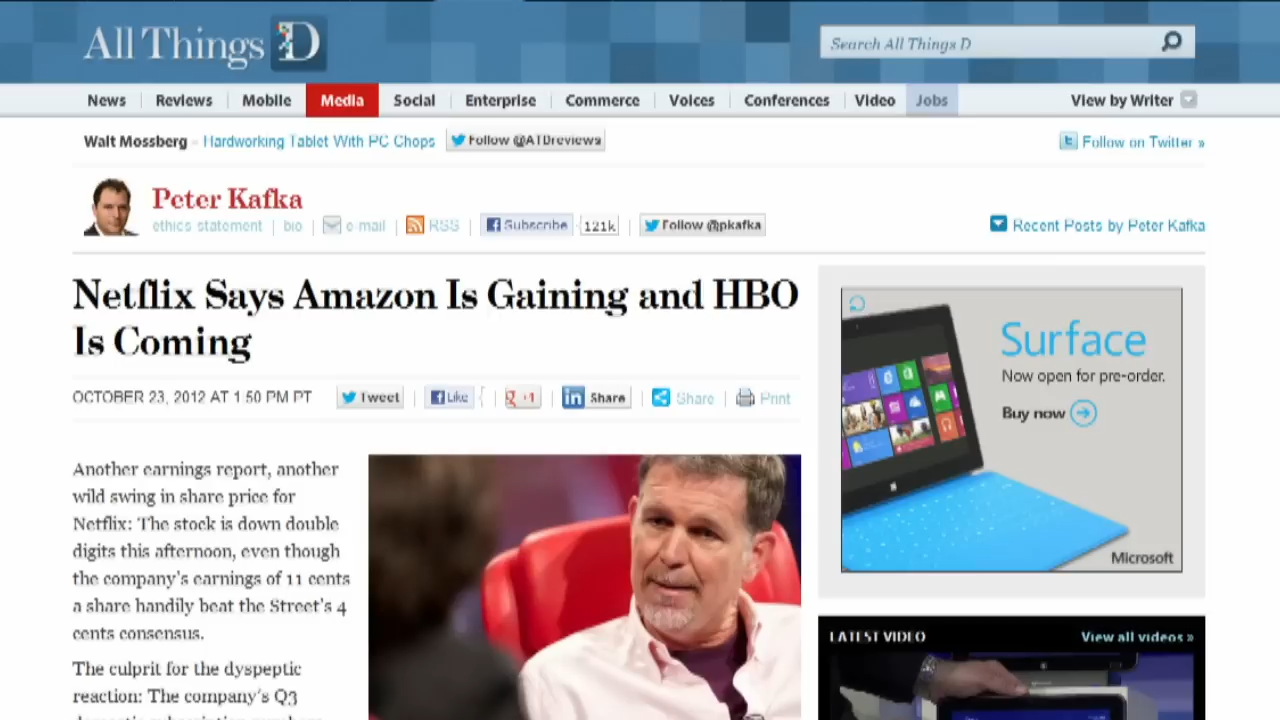 All Things D
Search All Things D
News Reviews Mobile Media Social Enterprise Commerce Voices Conferences Video Jobs View by Writer
Walt Mossberg – Hardworking Tablet With PC Chops Follow @ATDreviews Follow on Twitter »
Peter Kafka
ethics statement | bio | e-mail | RSS | Subscribe 121k | Follow @pkafka Recent Posts by Peter Kafka
Netflix Says Amazon Is Gaining and HBO
Is Coming
OCTOBER 23, 2012 AT 1:50 PM PT Tweet | Like | g +1 | in Share | Share | Print
Another earnings report, another
wild swing in share price for
Netflix: The stock is down double
digits this afternoon, even though
the company's earnings of 11 cents
a share handily beat the Street's 4
cents consensus.
The culprit for the dyspeptic
reaction: The company's Q3
Surface
Now open for pre-order.
Buy now
Microsoft
LATEST VIDEO View all videos »